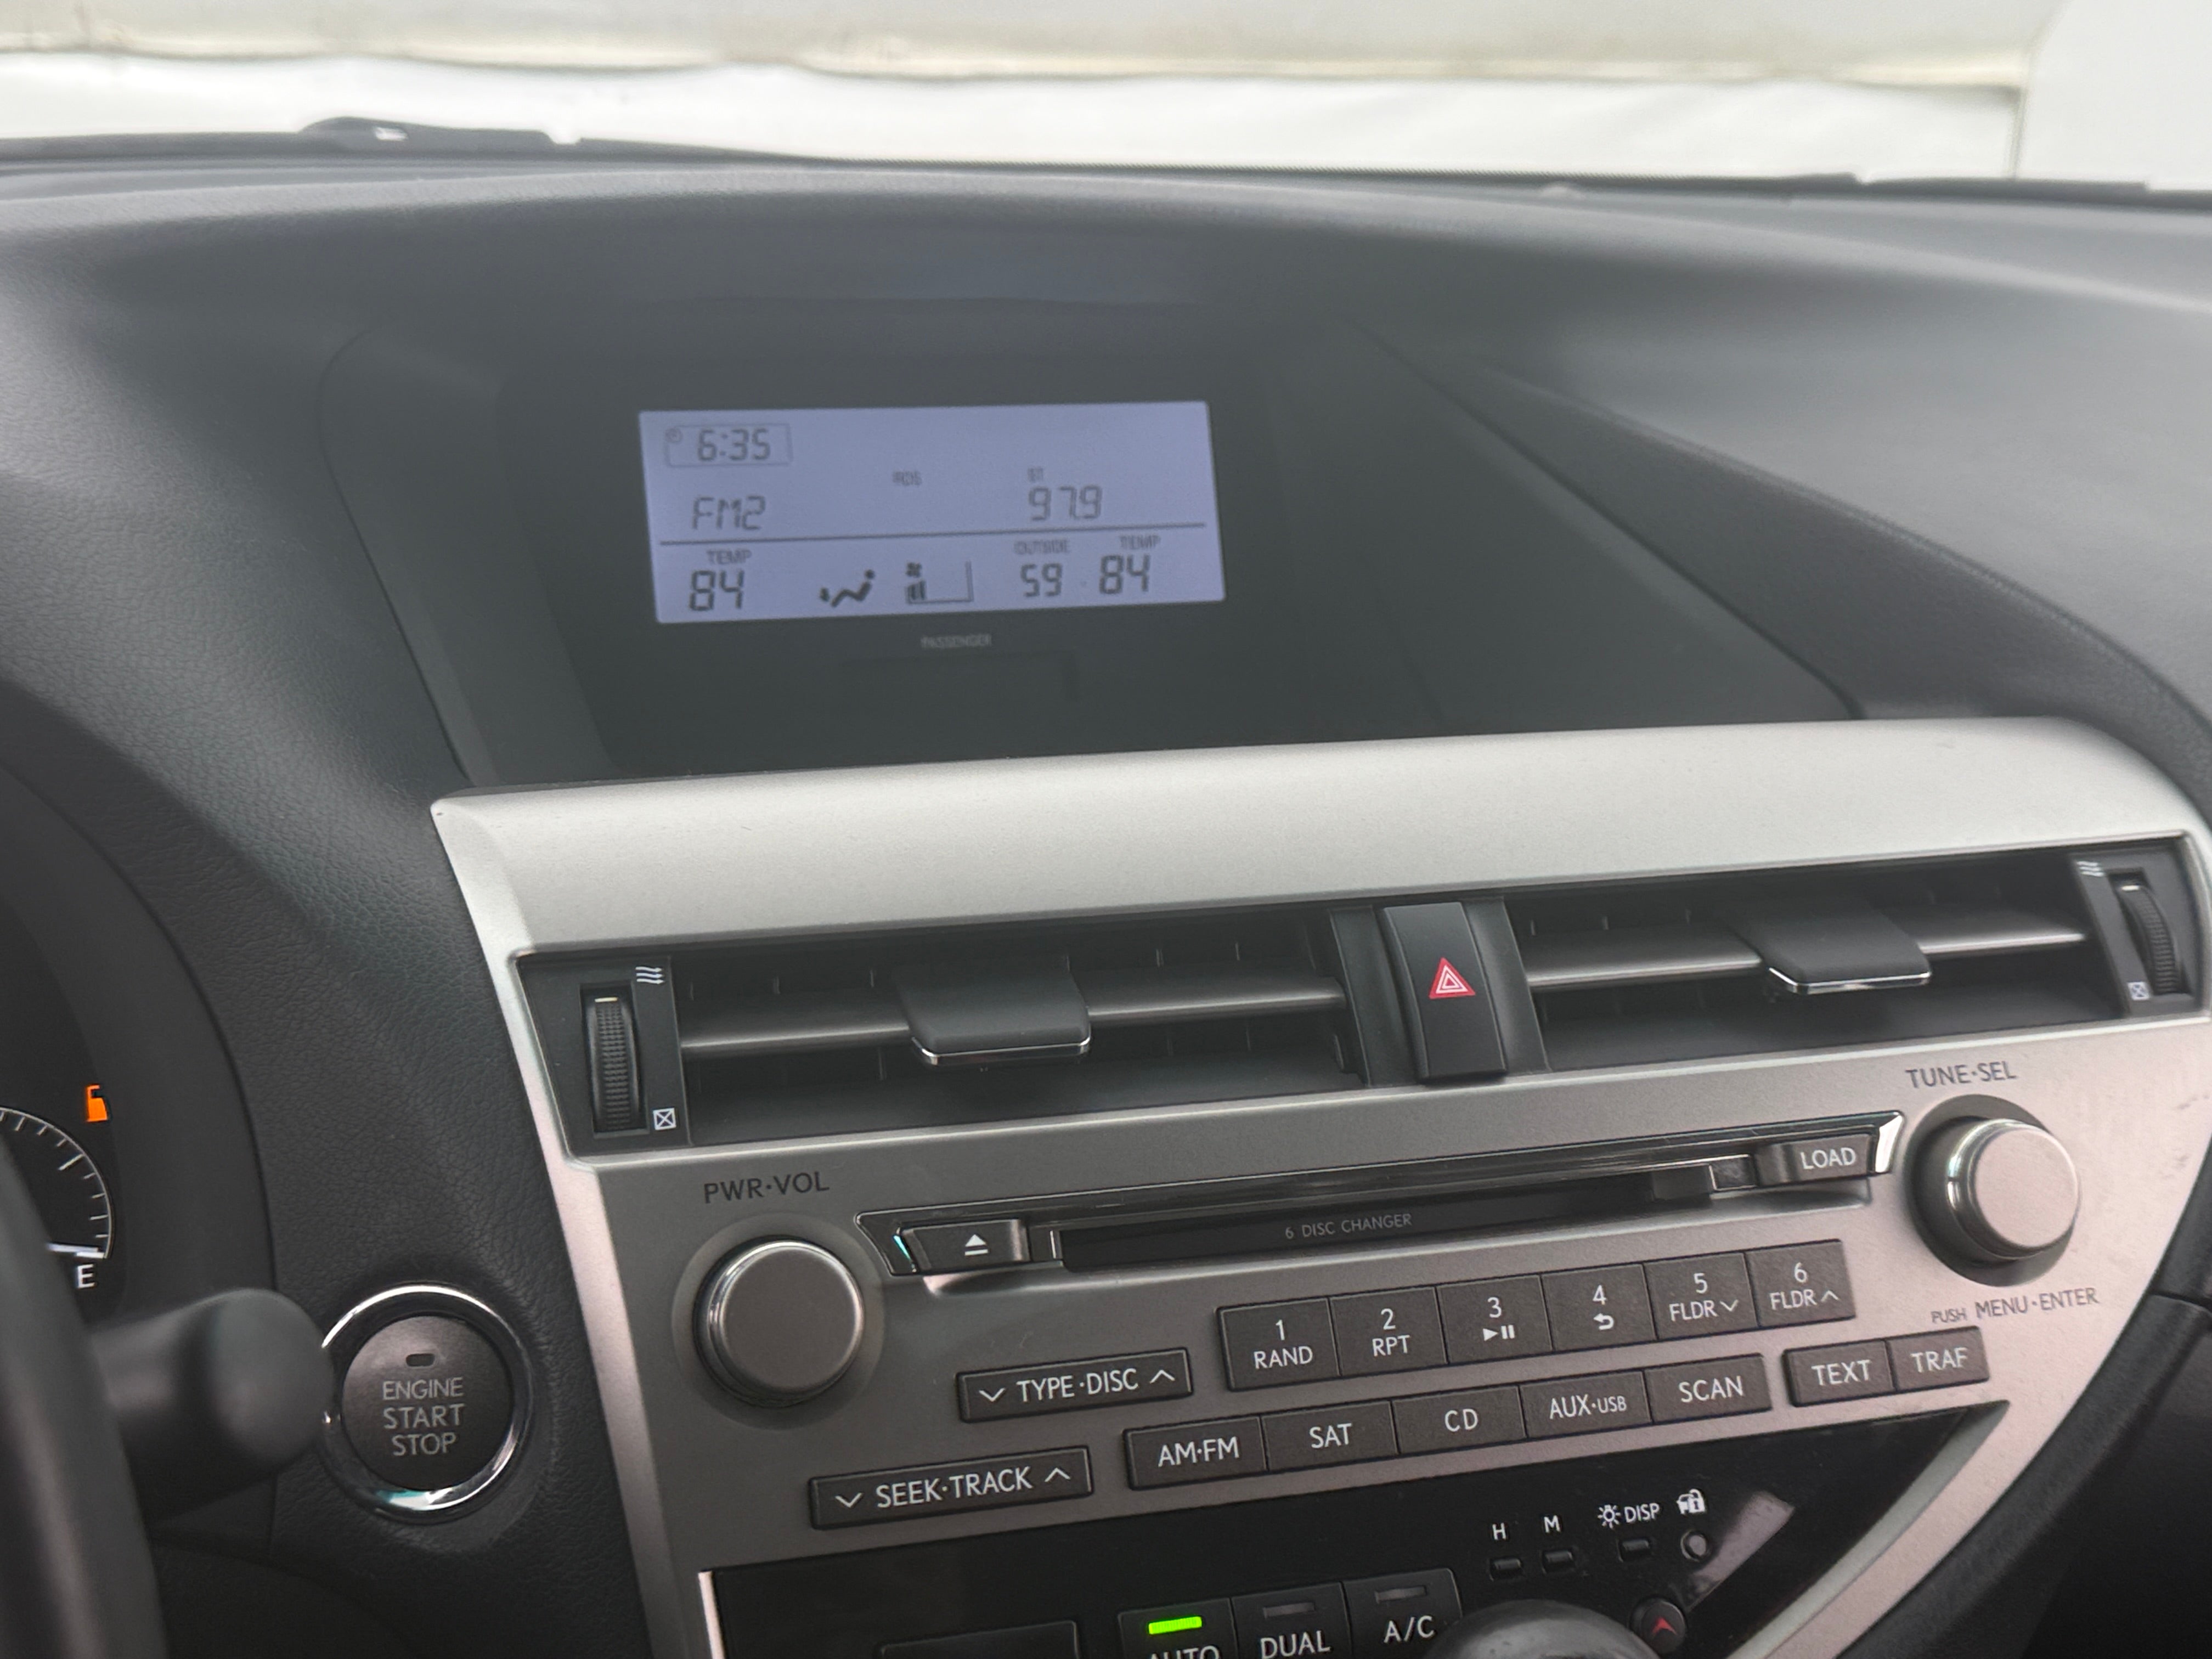 6:35
RDS ST
FM2 97.9
TEMP OUTSIDE TEMP
84 59 84
PASSENGER
TUNE·SEL
LOAD
PWR·VOL
6 DISC CHANGER
E
PUSH MENU·ENTER
1 2 3 4 5 6
RAND RPT FLDR FLDR
TYPE·DISC
TEXT TRAF
ENGINE
START
STOP
AM·FM SAT CD AUX·USB SCAN
SEEK·TRACK
H M DISP
AUTO DUAL A/C